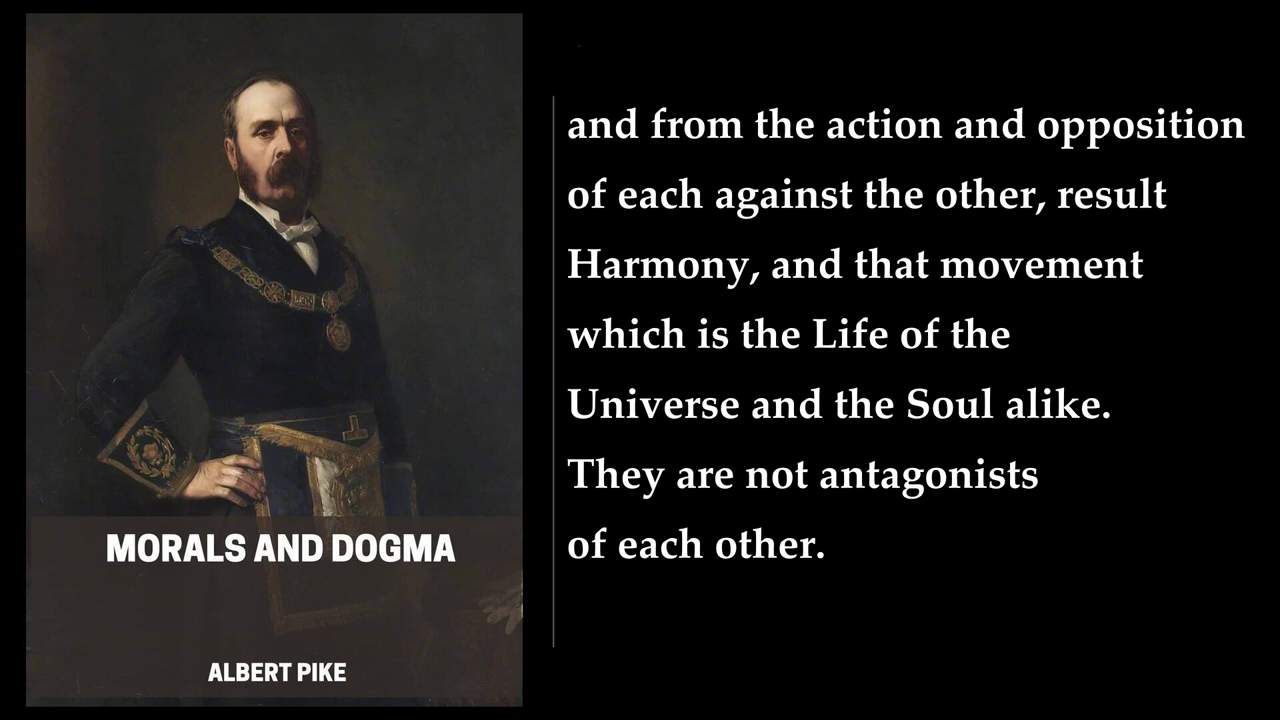 MORALS AND DOGMA
ALBERT PIKE
and from the action and opposition
of each against the other, result
Harmony, and that movement
which is the Life of the
Universe and the Soul alike.
They are not antagonists
of each other.